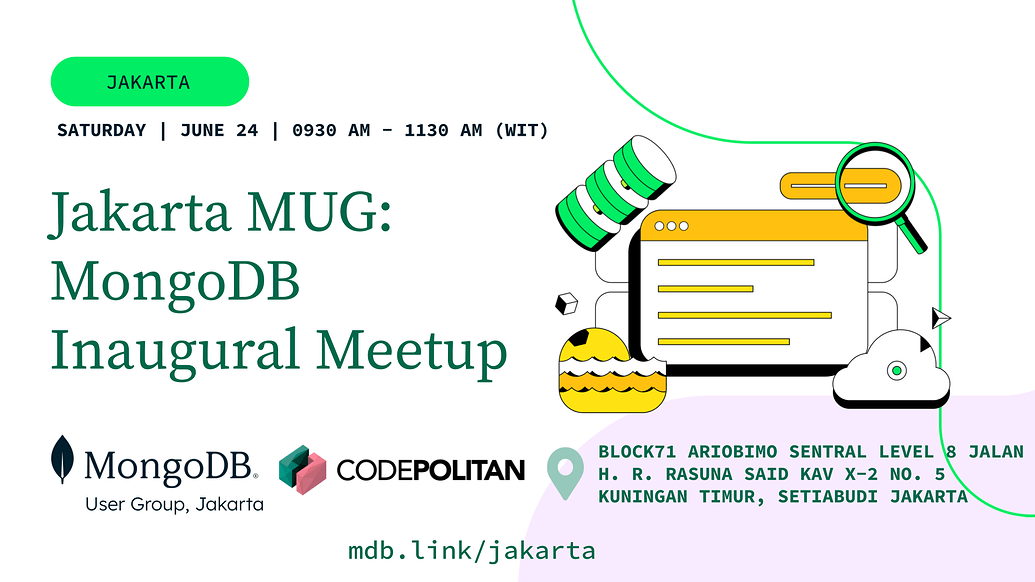 JAKARTA
SATURDAY | JUNE 24 | 0930 AM - 1130 AM (WIT)
Jakarta MUG:
MongoDB
Inaugural Meetup
MongoDB®
User Group, Jakarta
CODEPOLITAN
BLOCK71 ARIOBIMO SENTRAL LEVEL 8 JALAN
H. R. RASUNA SAID KAV X-2 NO. 5
KUNINGAN TIMUR, SETIABUDI JAKARTA
mdb.link/jakarta